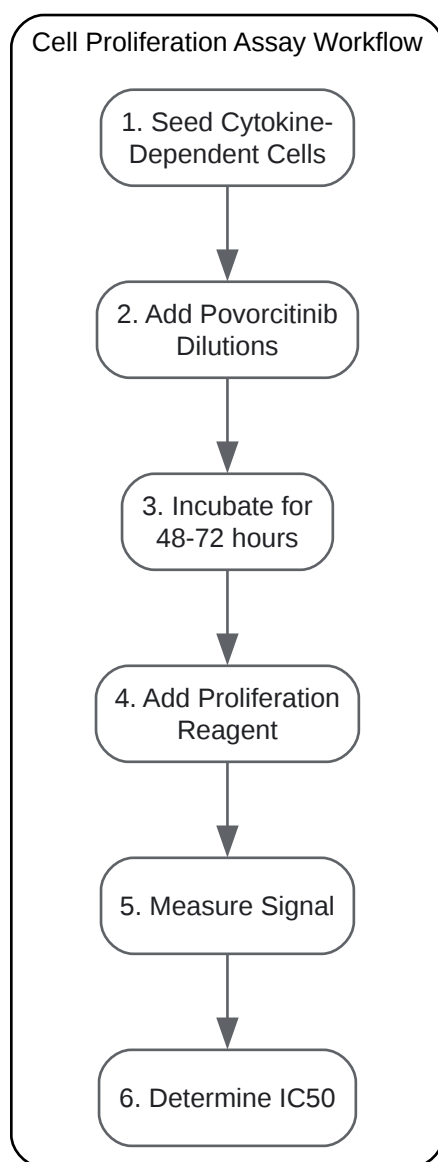 Cell Proliferation Assay Workflow
1. Seed Cytokine-
Dependent Cells
2. Add Povorcitinib
Dilutions
3. Incubate for
48-72 hours
4. Add Proliferation
Reagent
5. Measure Signal
6. Determine IC50